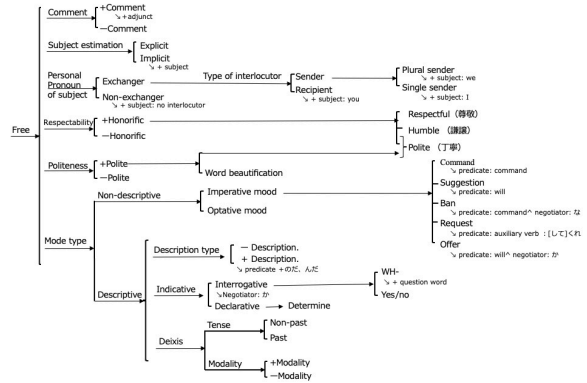 Comment
+Comment
↘ +adjunct
—Comment
Subject estimation
Explicit
Implicit
↘ + subject
Personal
Pronoun
of subject
Exchanger
Type of interlocutor
Sender
Recipient
↘ + subject: you
Plural sender
↘ + subject: we
Single sender
↘ + subject: I
Non-exchanger
↘ + subject: no interlocutor
Free
Respectability
+Honorific
—Honorific
Respectful (尊敬)
Humble (謙譲)
Polite (丁寧)
Politeness
+Polite
—Polite
Word beautification
Mode type
Non-descriptive
Imperative mood
Optative mood
Command
↘ predicate: command
Suggestion
↘ predicate: will
Ban
↘ predicate: command^ negotiator: な
Request
↘ predicate: auxiliary verb : [して]くれ
Offer
↘ predicate: will^ negotiator: か
Descriptive
Description type
— Description.
+ Description.
↘ predicate +のだ、んだ
Indicative
Interrogative
↘Negotiator: か
Declarative
Determine
WH-
↘ + question word
Yes/no
Deixis
Tense
Non-past
Past
Modality
+Modality
—Modality